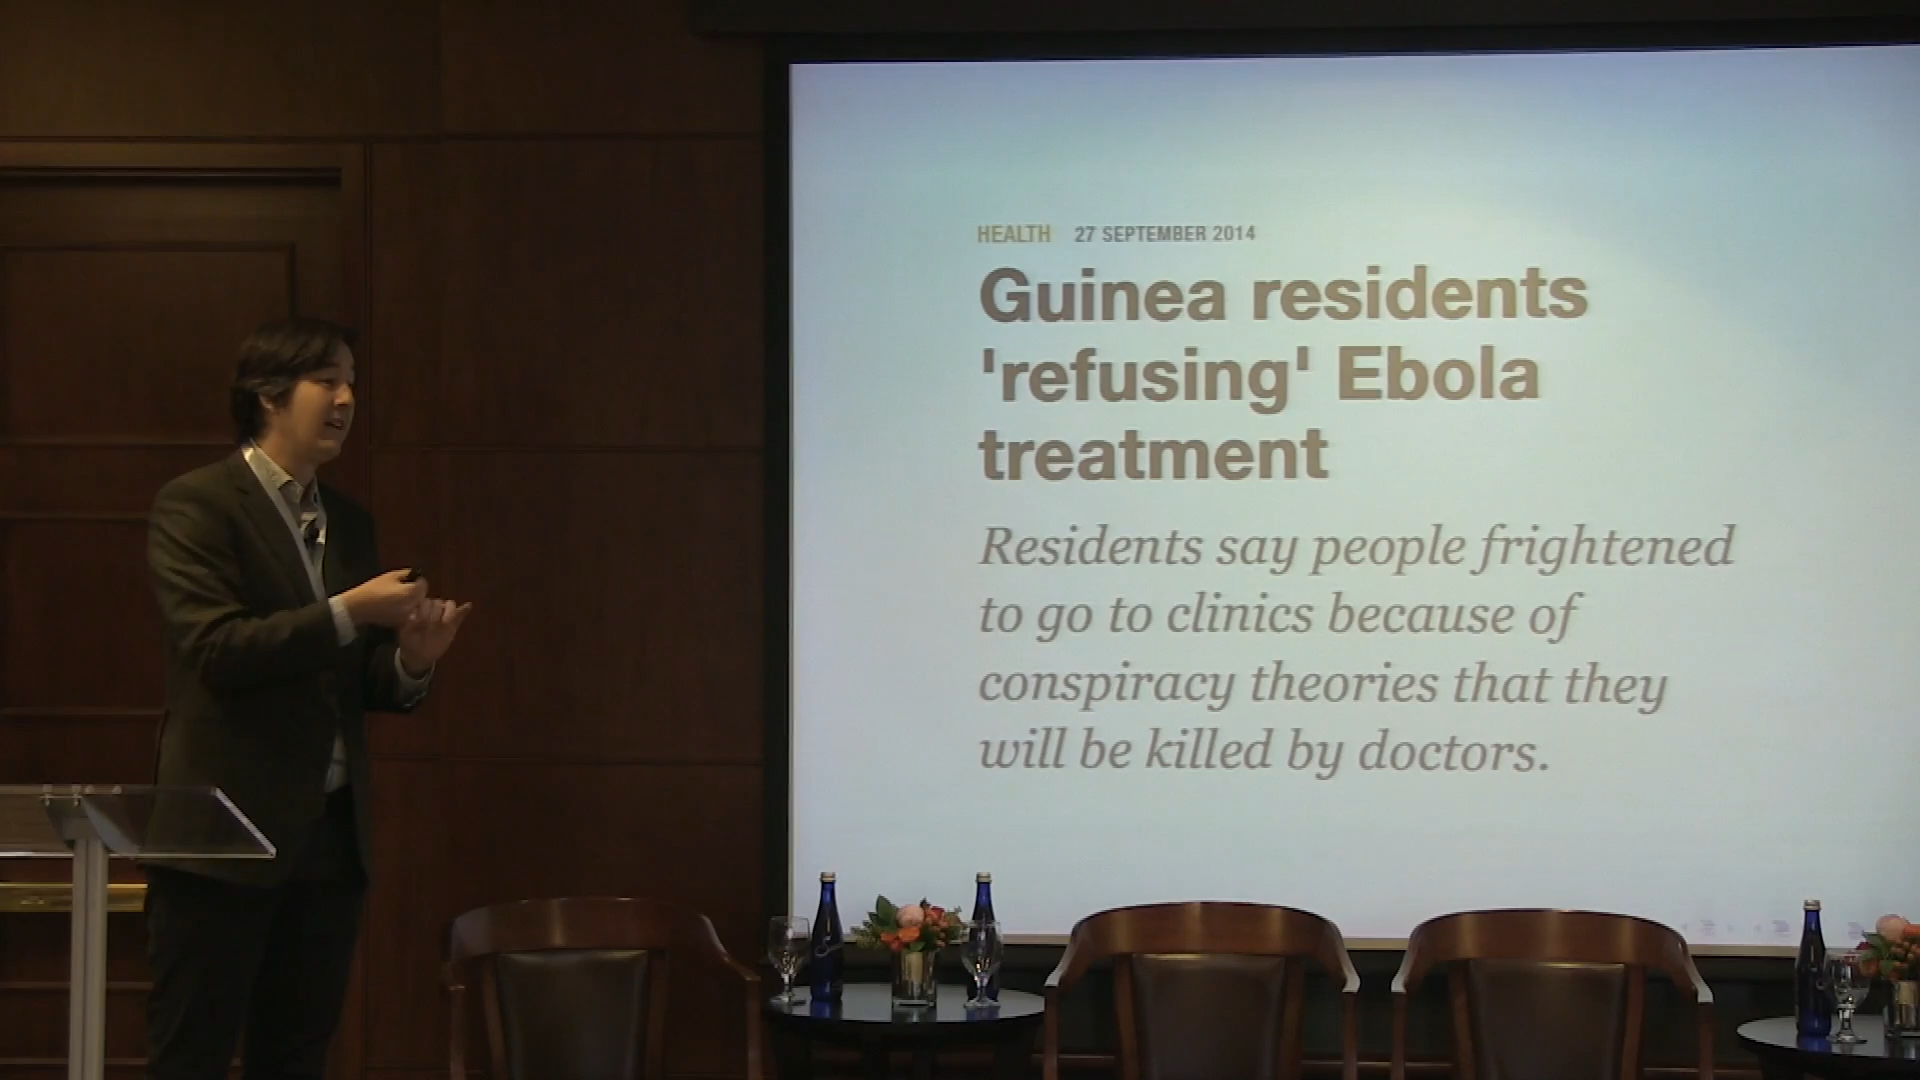 HEALTH 27 SEPTEMBER 2014
Guinea residents
'refusing' Ebola
treatment
Residents say people frightened
to go to clinics because of
conspiracy theories that they
will be killed by doctors.